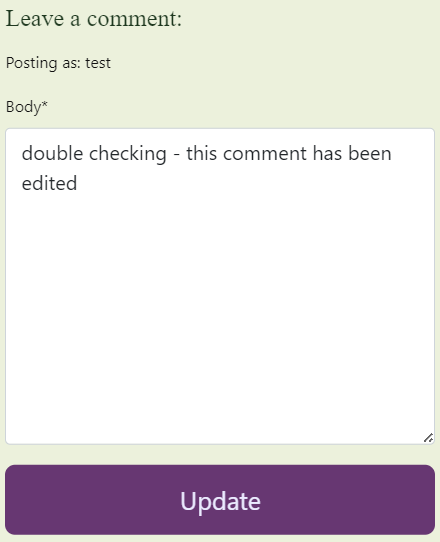 Leave a comment:
Posting as: test
Body*
double checking - this comment has been
edited
Update